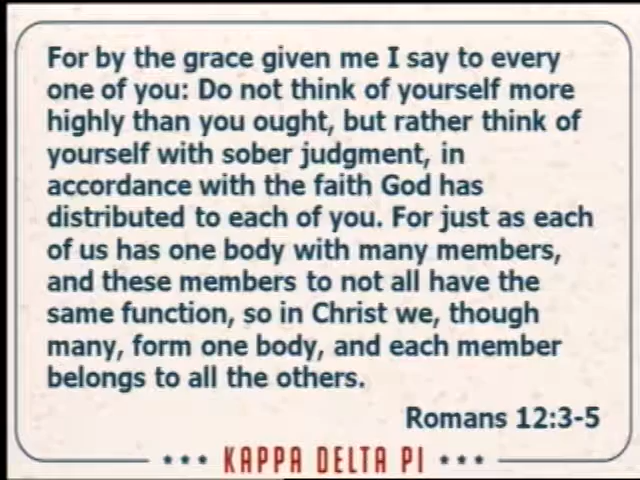 For by the grace given me I say to every
one of you: Do not think of yourself more
highly than you ought, but rather think of
yourself with sober judgment, in
accordance with the faith God has
distributed to each of you. For just as each
of us has one body with many members,
and these members to not all have the
same function, so in Christ we, though
many, form one body, and each member
belongs to all the others.
Romans 12:3-5
*** KAPPA DELTA PI ***